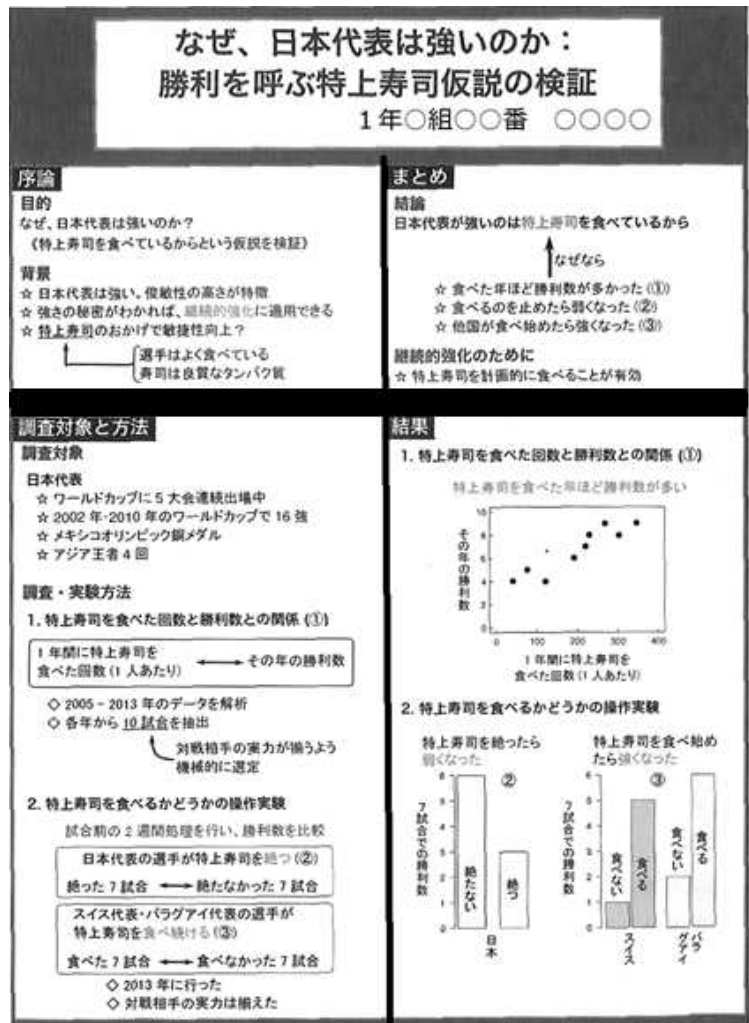 なぜ、日本代表は強いのか：
勝利を呼ぶ特上寿司仮説の検証
1年○組○○番　○○○○
序論
目的
なぜ、日本代表は強いのか？
《特上寿司を食べているからという仮説を検証》
背景
☆ 日本代表は強い。俊敏性の高さが特徴
☆ 強さの秘密がわかれば、継続的強化に適用できる
☆ 特上寿司のおかげで敏捷性向上？
選手はよく食べている
寿司は良質なタンパク質
まとめ
結論
日本代表が強いのは特上寿司を食べているから
なぜなら
☆ 食べた年ほど勝利数が多かった (①)
☆ 食べるのを止めたら弱くなった (②)
☆ 他国が食べ始めたら強くなった (③)
継続的強化のために
☆ 特上寿司を計画的に食べることが有効
調査対象と方法
調査対象
日本代表
☆ ワールドカップに 5 大会連続出場中
☆ 2002 年-2010 年のワールドカップで 16 強
☆ メキシコオリンピック銅メダル
☆ アジア王者 4 回
調査・実験方法
1. 特上寿司を食べた回数と勝利数との関係 (①)
1 年間に特上寿司を
食べた回数 (1 人あたり)
その年の勝利数
◇ 2005 - 2013 年のデータを解析
◇ 各年から 10 試合を抽出
対戦相手の実力が揃うよう
機械的に選定
2. 特上寿司を食べるかどうかの操作実験
試合前の 2 週間処理を行い、勝利数を比較
日本代表の選手が特上寿司を絶つ (②)
絶った 7 試合 ⟷ 絶たなかった 7 試合
スイス代表・パラグアイ代表の選手が
特上寿司を食べ続ける (③)
食べた 7 試合 ⟷ 食べなかった 7 試合
◇ 2013 年に行った
◇ 対戦相手の実力は揃えた
結果
1. 特上寿司を食べた回数と勝利数との関係 (①)
特上寿司を食べた年ほど勝利数が多い
その年の勝利数
10
8
6
4
2
0
0 100 200 300 400
1 年間に特上寿司を
食べた回数 (1 人あたり)
2. 特上寿司を食べるかどうかの操作実験
特上寿司を絶ったら
弱くなった
②
7試合での勝利数
6
5
4
3
2
1
0
絶たない
絶つ
日本
特上寿司を食べ始め
たら強くなった
③
7試合での勝利数
6
5
4
3
2
1
0
食べない
食べる
食べない
食べる
スイス
パラグアイ